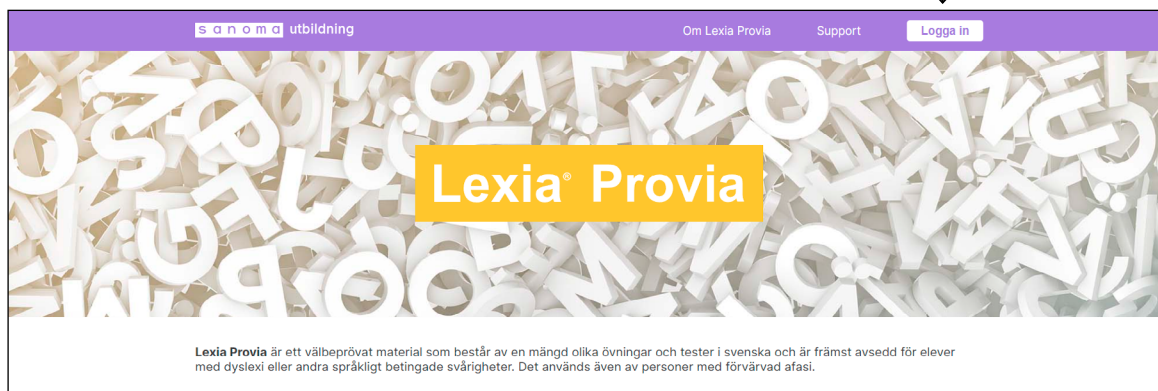 sanoma utbildning
Om Lexia Provia
Support
Logga in
Lexia® Provia
Lexia Provia är ett välbeprövat material som består av en mängd olika övningar och tester i svenska och är främst avsedd för elever
med dyslexi eller andra språkligt betingade svårigheter. Det används även av personer med förvärvad afasi.